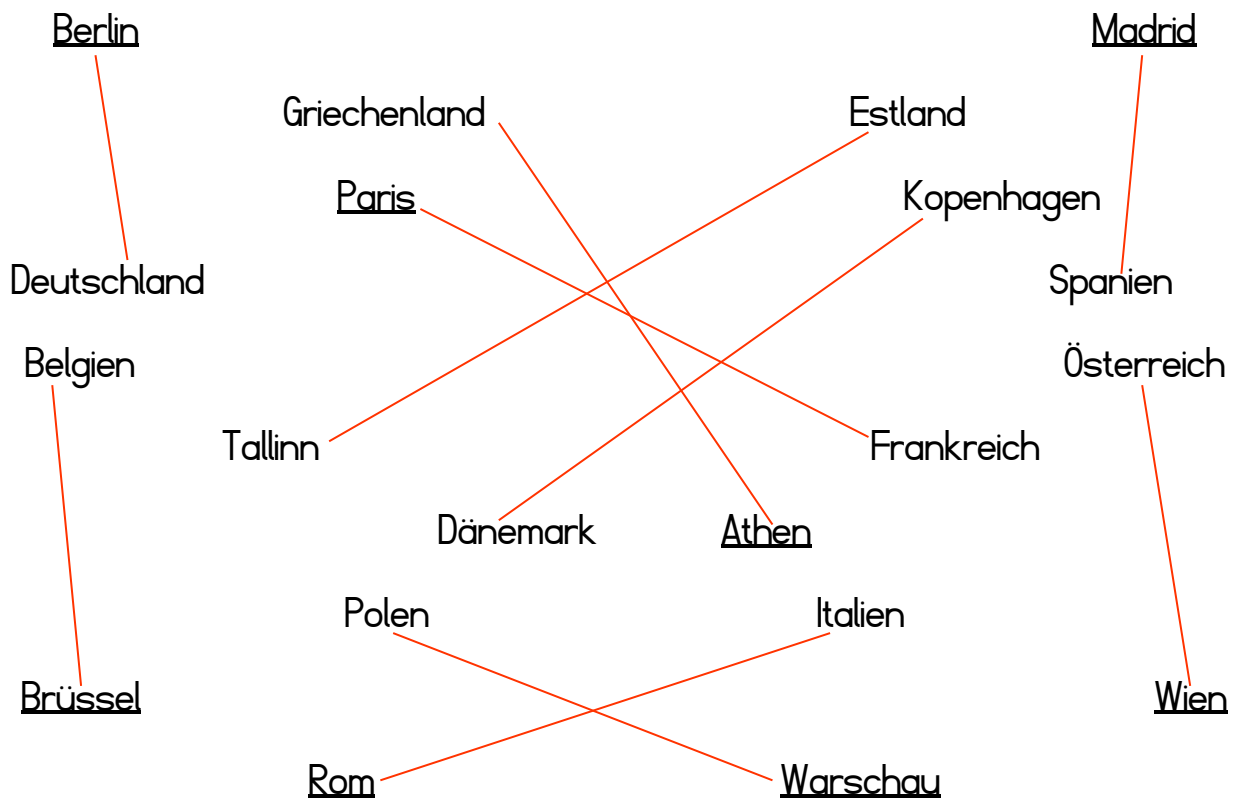 Berlin
Madrid
Griechenland
Estland
Paris
Kopenhagen
Deutschland
Spanien
Belgien
Österreich
Tallinn
Frankreich
Dänemark
Athen
Polen
Italien
Brüssel
Wien
Rom
Warschau